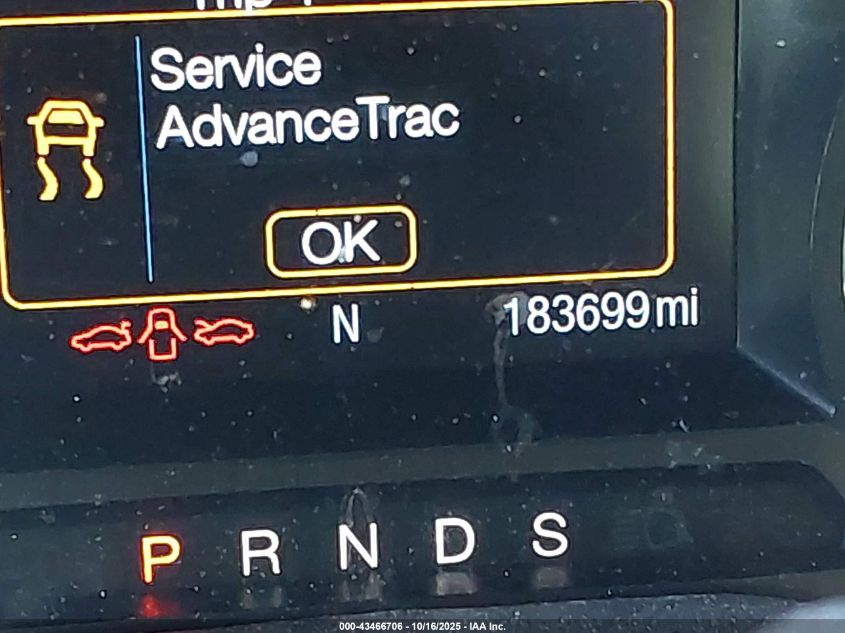 Service
AdvanceTrac
OK
N
183699mi
P R N D S
000-43466706 - 10/16/2025 - IAA Inc.